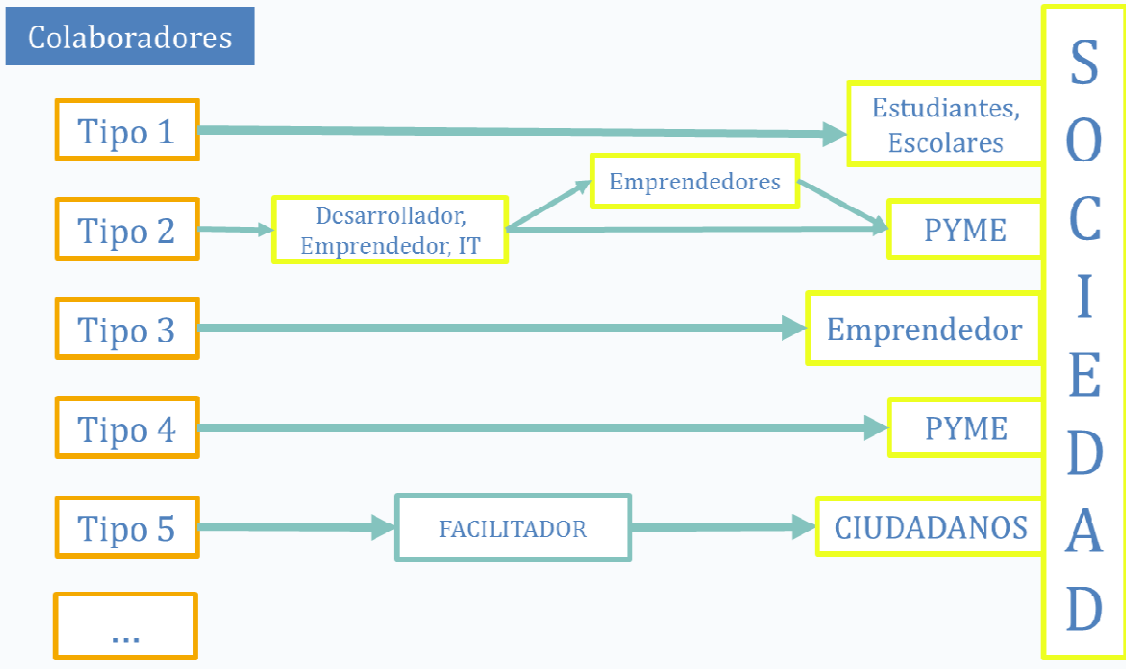 Colaboradores
Tipo 1
Estudiantes,
Escolares
Tipo 2
Desarrollador,
Emprendedor, IT
Emprendedores
PYME
Tipo 3
Emprendedor
Tipo 4
PYME
Tipo 5
FACILITADOR
CIUDADANOS
...
S
O
C
I
E
D
A
D